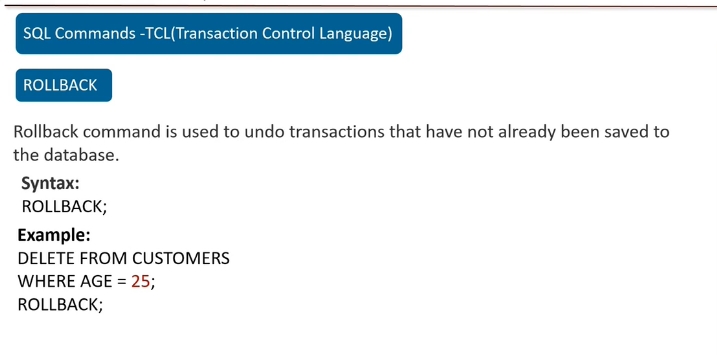 SQL Commands -TCL(Transaction Control Language)
ROLLBACK
Rollback command is used to undo transactions that have not already been saved to
the database.
Syntax:
ROLLBACK;
Example:
DELETE FROM CUSTOMERS
WHERE AGE = 25;
ROLLBACK;